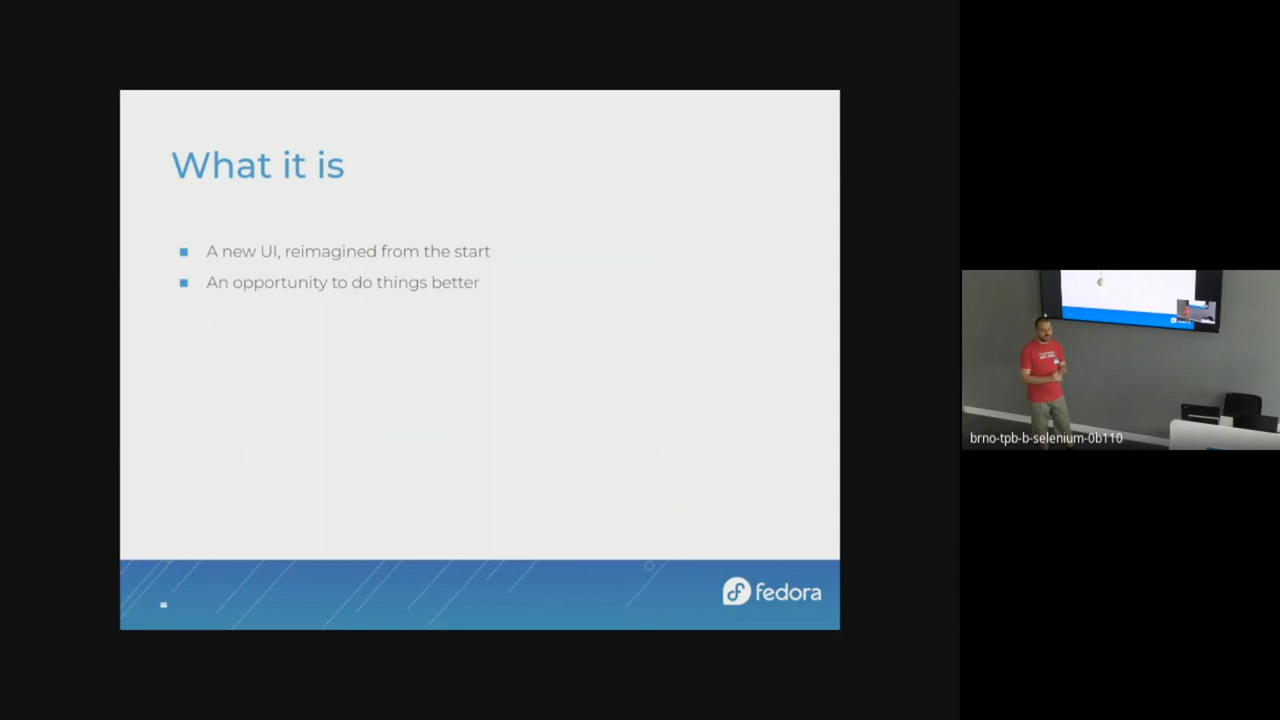 What it is
A new UI, reimagined from the start
An opportunity to do things better
fedora
brno-tpb-b-selenium-0b110